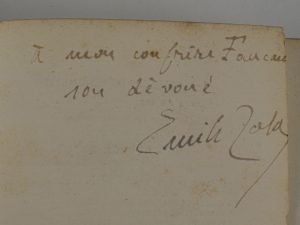 à mon confrère
son dévoué
Emile Zola